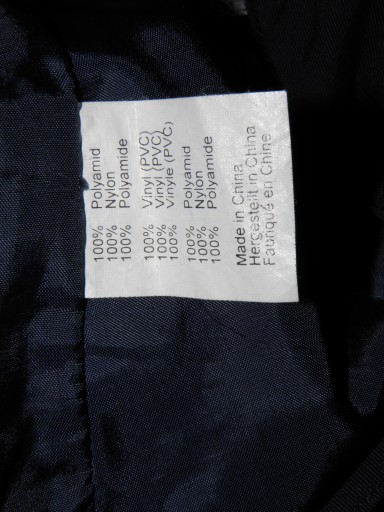 100% Polyamid
100% Nylon
100% Polyamide
100% Vinyl (PVC)
100% Vinyl (PVC)
100% Vinyle (PVC)
100% Polyamid
100% Nylon
100% Polyamide
Made in China
Hergestellt in China
Fabriqué en Chine